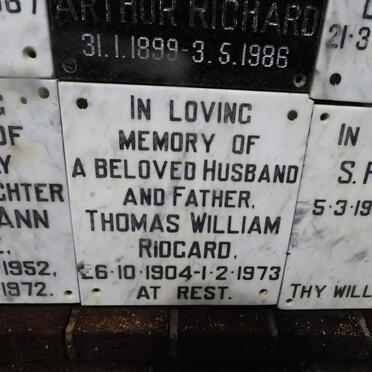 ARTHUR RICHARD
31.1.1899-3.5.1986
21-3
OF
GHTER
ANN
1952,
1972.
IN LOVING
MEMORY OF
A BELOVED HUSBAND
AND FATHER,
THOMAS WILLIAM
RIDGARD,
26-10-1904-1-2-1973
AT REST.
IN
S.
5-3-19
THY WILL